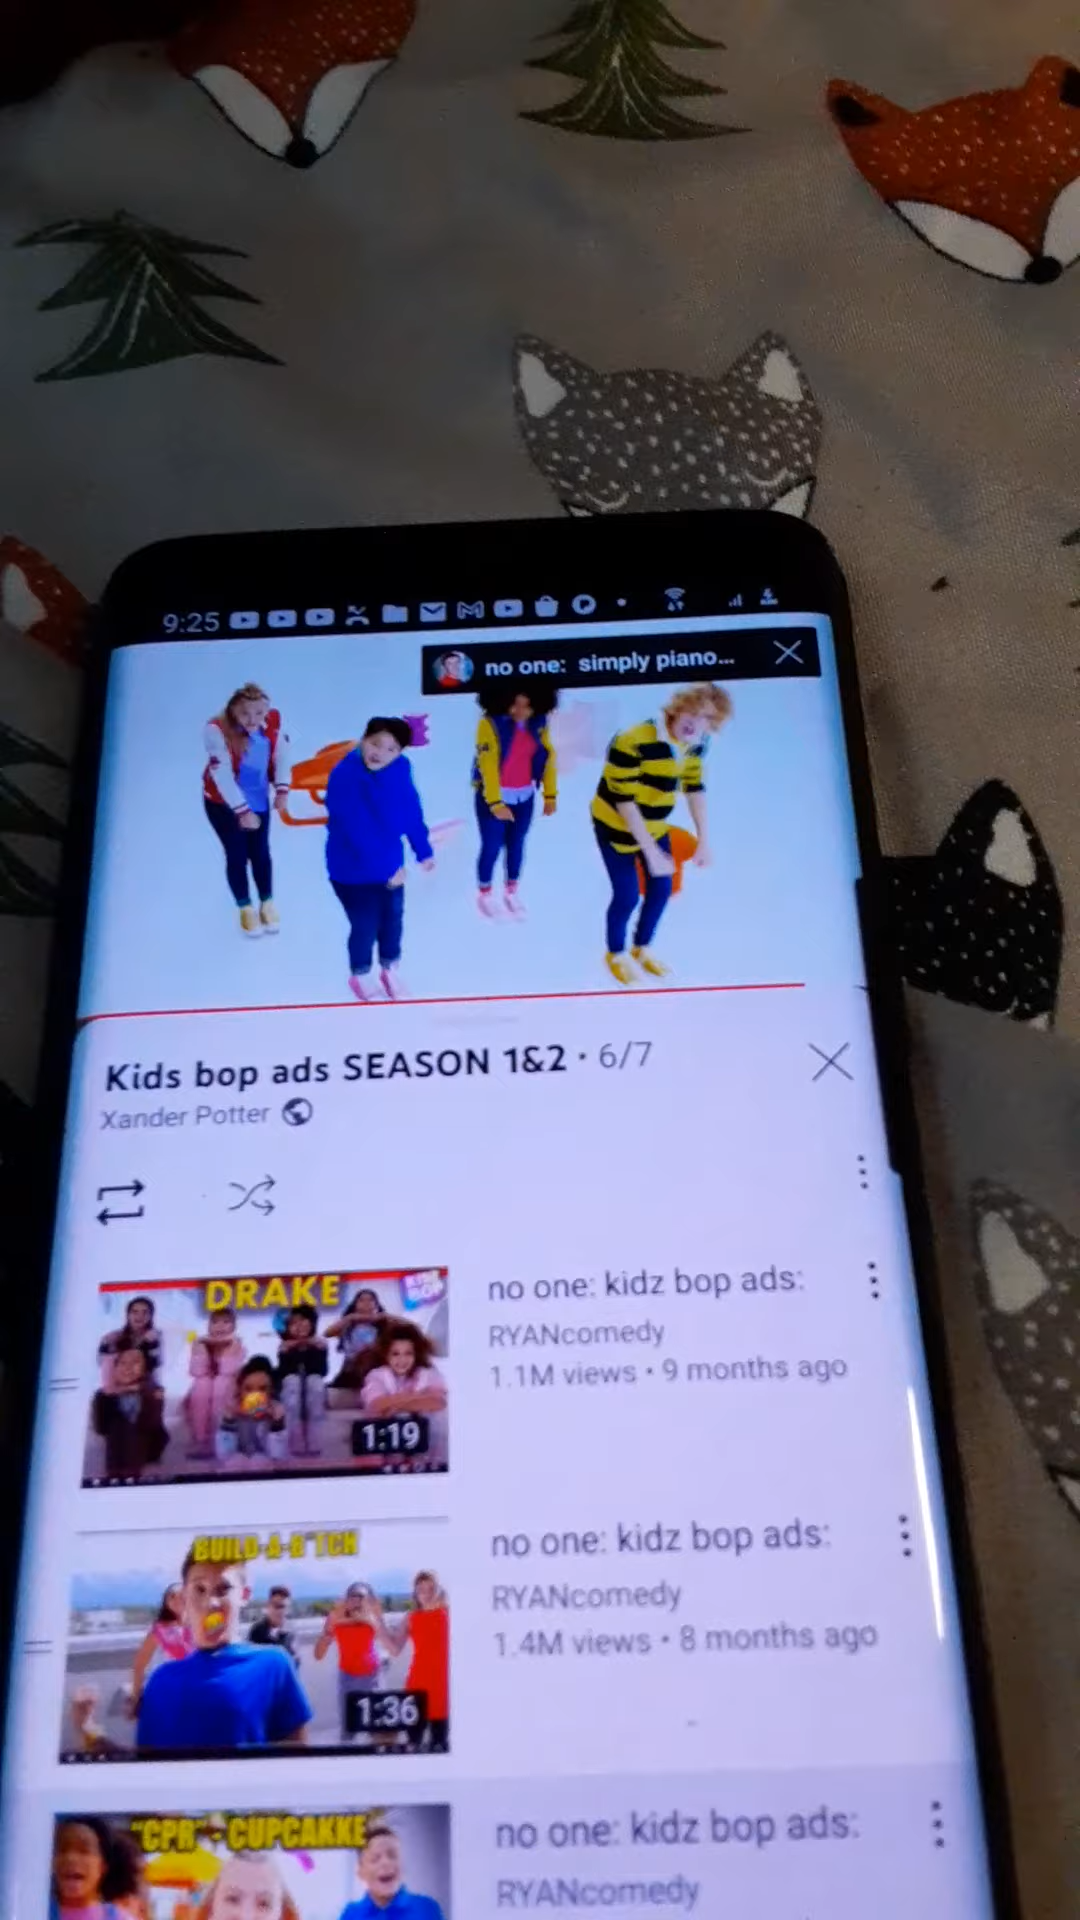 9:25
no one: simply piano...
Kids bop ads SEASON 1&2 · 6/7
Xander Potter
DRAKE
1:19
no one: kidz bop ads:
RYANcomedy
1.1M views · 9 months ago
BUILD-A-B*TCH
1:36
no one: kidz bop ads:
RYANcomedy
1.4M views · 8 months ago
"CPR" - CUPCAKKE
no one: kidz bop ads:
RYANcomedy